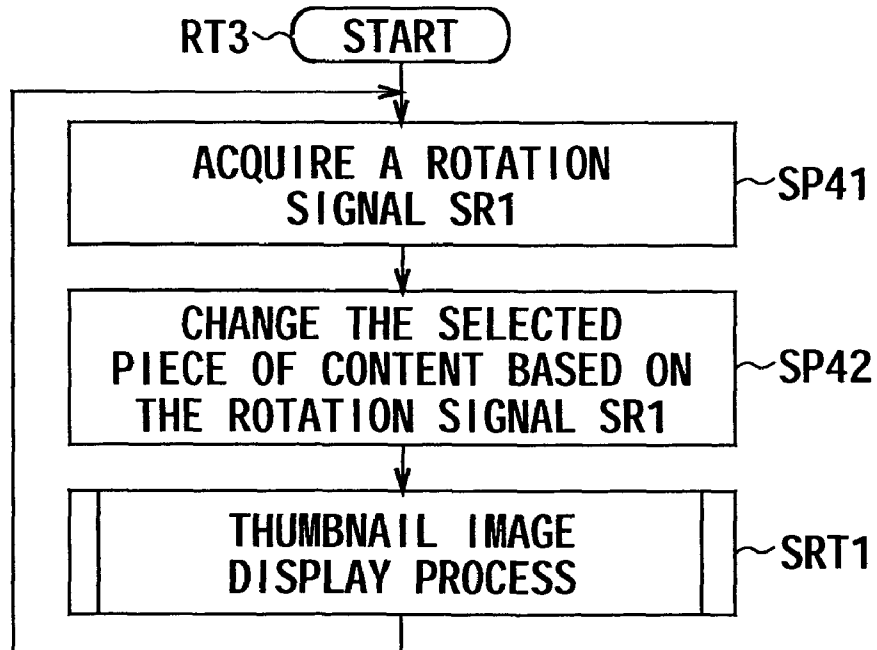 RT3 START
ACQUIRE A ROTATION
SIGNAL SR1
SP41
CHANGE THE SELECTED
PIECE OF CONTENT BASED ON
THE ROTATION SIGNAL SR1
SP42
THUMBNAIL IMAGE
DISPLAY PROCESS
SRT1